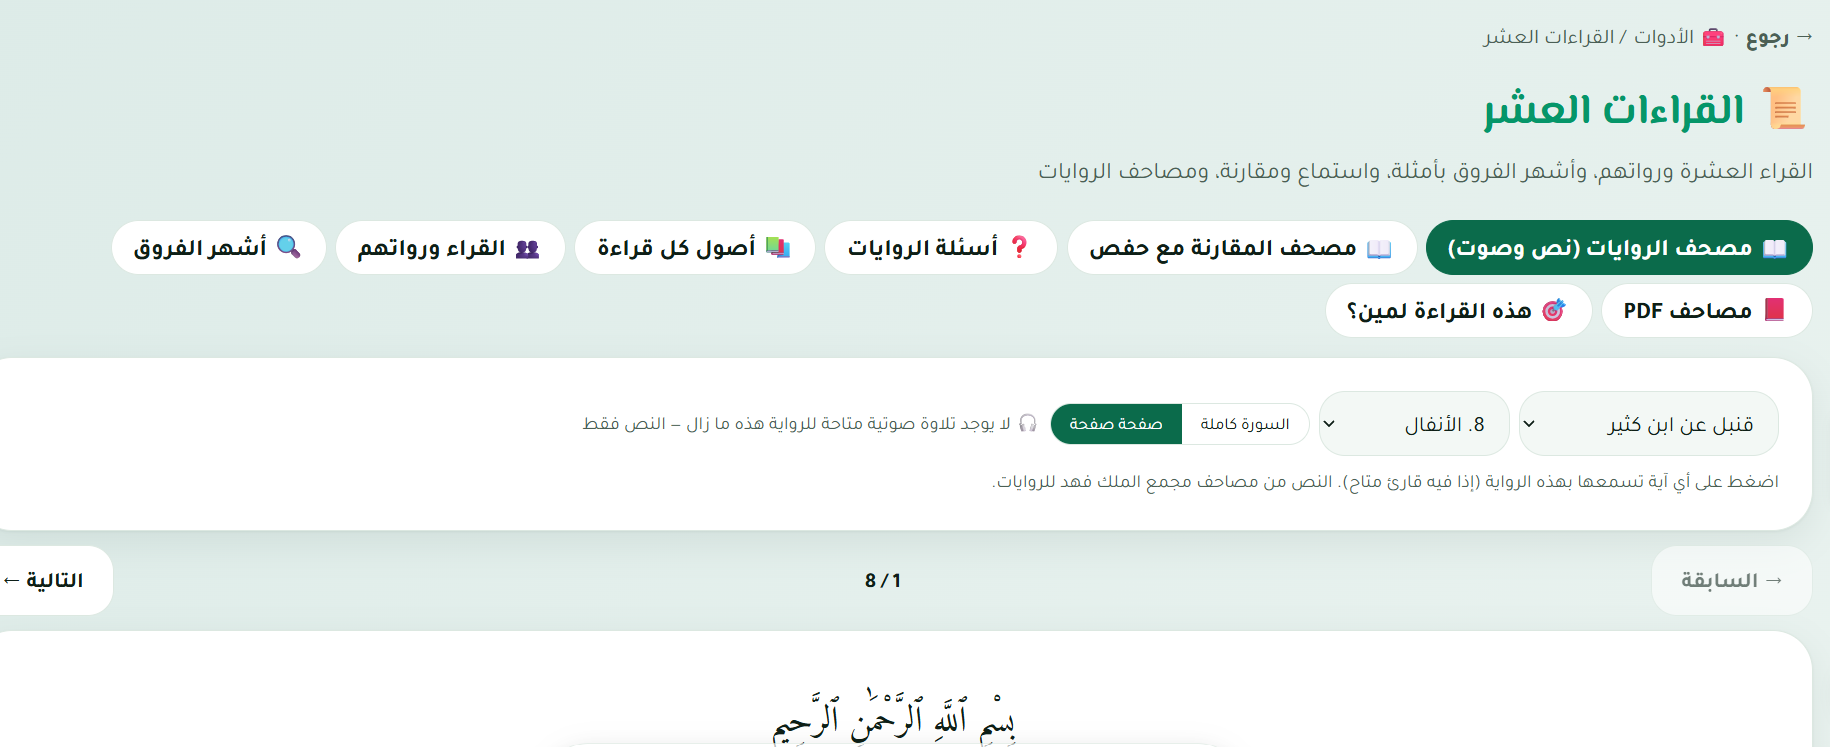 → رجوع · الأدوات / القراءات العشر
القراءات العشر
القراء العشرة ورواتهم، وأشهر الفروق بأمثلة، واستماع ومقارنة، ومصاحف الروايات
مصحف الروايات (نص وصوت) مصحف المقارنة مع حفص أسئلة الروايات أصول كل قراءة القراء ورواتهم أشهر الفروق
مصاحف PDF هذه القراءة لمين؟
قنبل عن ابن كثير 8. الأنفال السورة كاملة صفحة صفحة لا يوجد تلاوة صوتية متاحة للرواية هذه ما زال – النص فقط
اضغط على أي آية تسمعها بهذه الرواية (إذا فيه قارئ متاح). النص من مصاحف مجمع الملك فهد للروايات.
→ السابقة 1 / 8 التالية ←
بِسْمِ ٱللَّهِ ٱلرَّحْمَٰنِ ٱلرَّحِيمِ